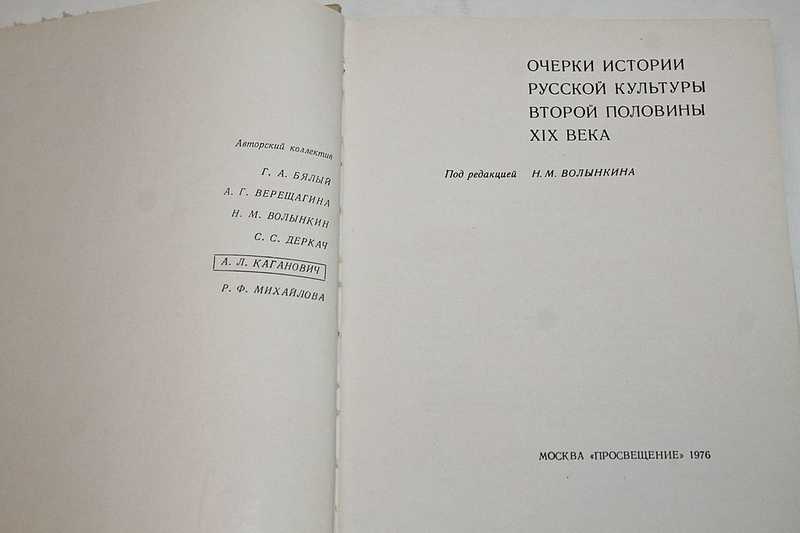 Авторский коллектив
Г. А. БЯЛЫЙ
А. Г. ВЕРЕЩАГИНА
Н. М. ВОЛЫНКИН
С. С. ДЕРКАЧ
А. Л. КАГАНОВИЧ
Р. Ф. МИХАЙЛОВА
ОЧЕРКИ ИСТОРИИ
РУССКОЙ КУЛЬТУРЫ
ВТОРОЙ ПОЛОВИНЫ
XIX ВЕКА
Под редакцией Н. М. ВОЛЫНКИНА
МОСКВА «ПРОСВЕЩЕНИЕ» 1976